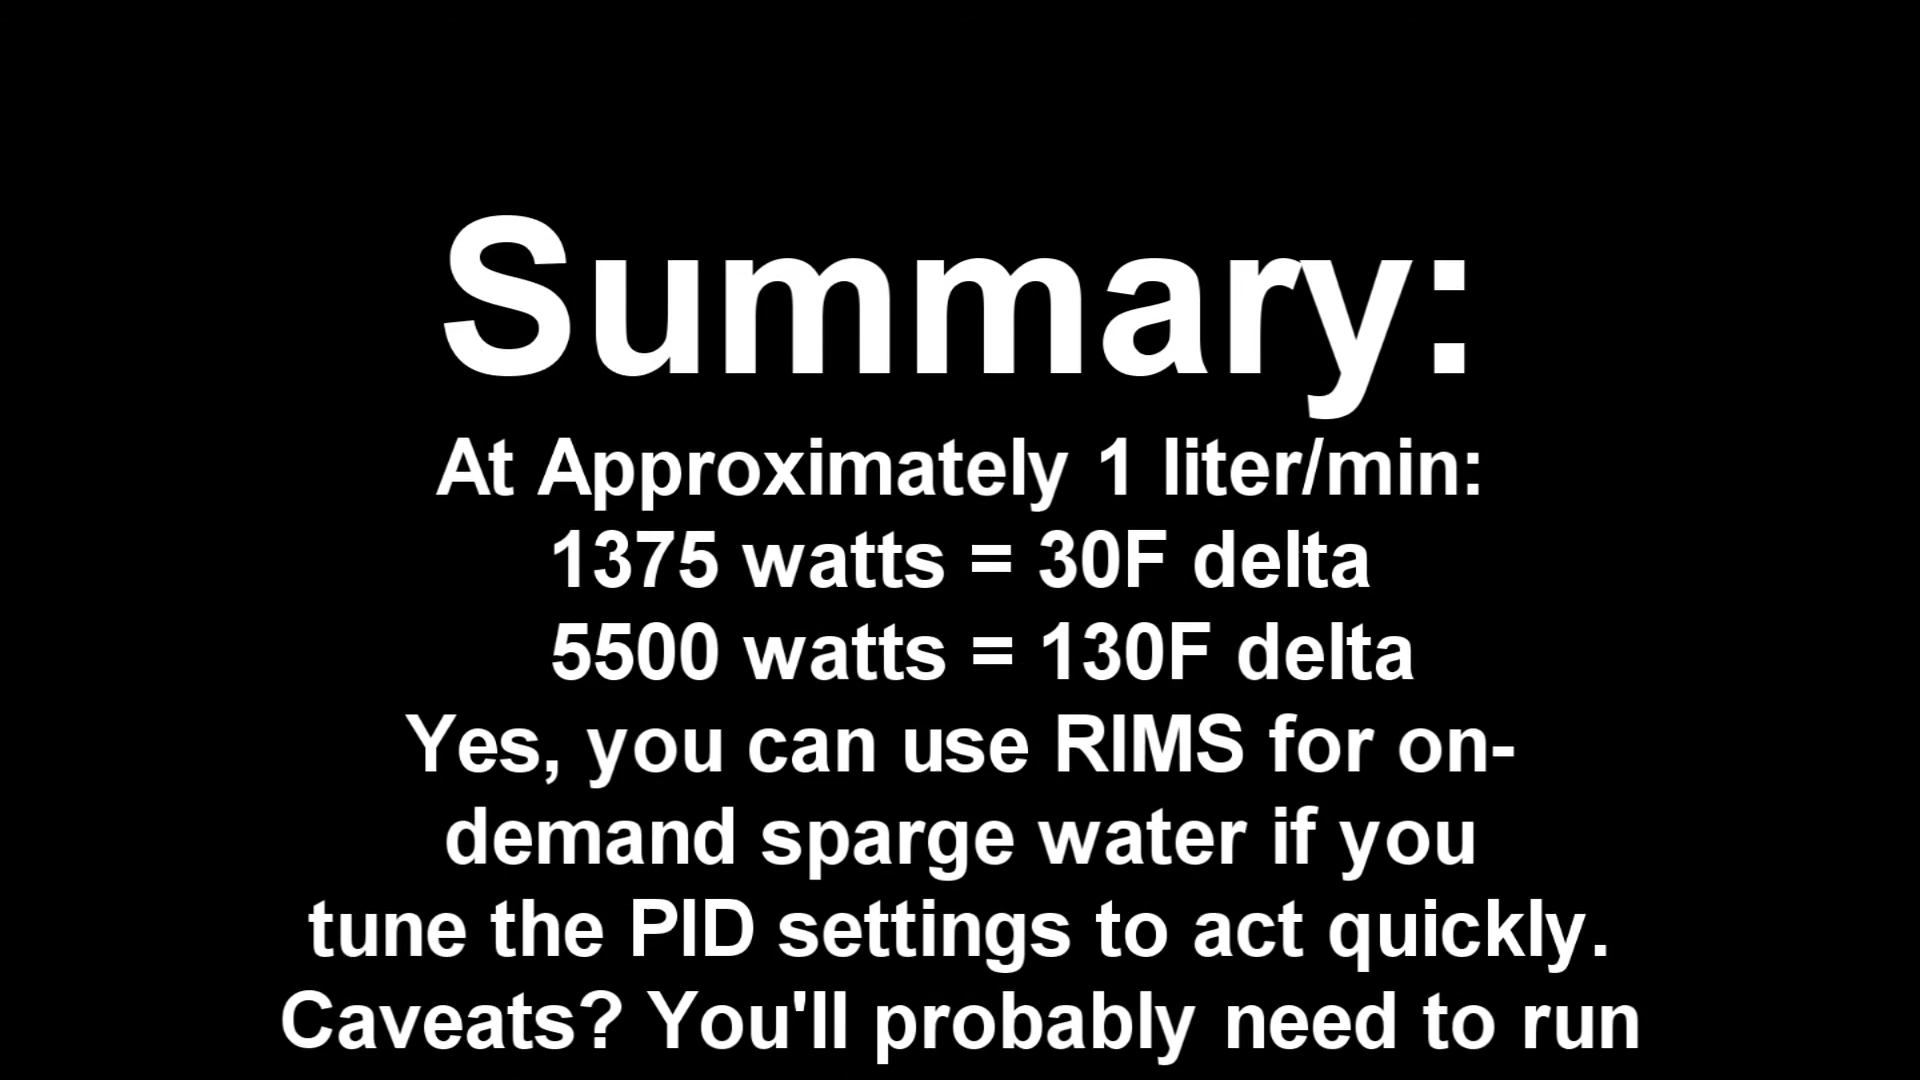 Summary:
At Approximately 1 liter/min:
1375 watts = 30F delta
5500 watts = 130F delta
Yes, you can use RIMS for on-
demand sparge water if you
tune the PID settings to act quickly.
Caveats? You'll probably need to run